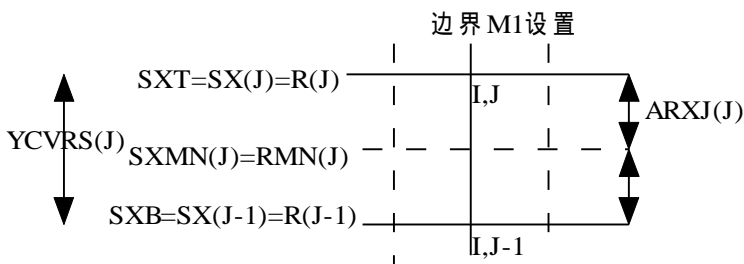 边界M1设置
SXT=SX(J)=R(J)
I,J
ARXJ(J)
YCVRS(J)
SXMN(J)=RMN(J)
SXB=SX(J-1)=R(J-1)
I,J-1